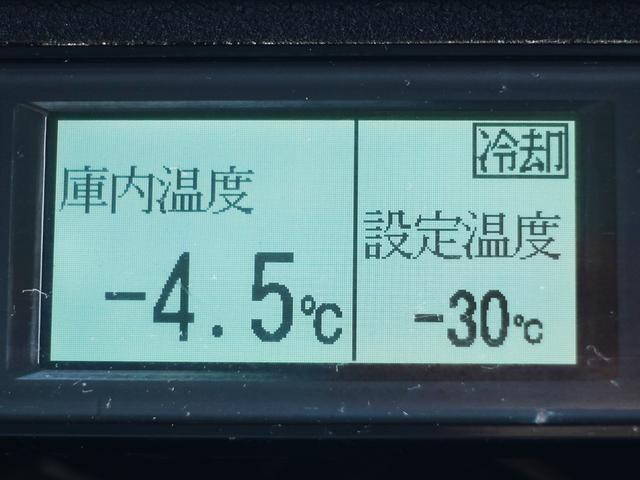 庫内温度
-4.5℃
冷却
設定温度
-30℃